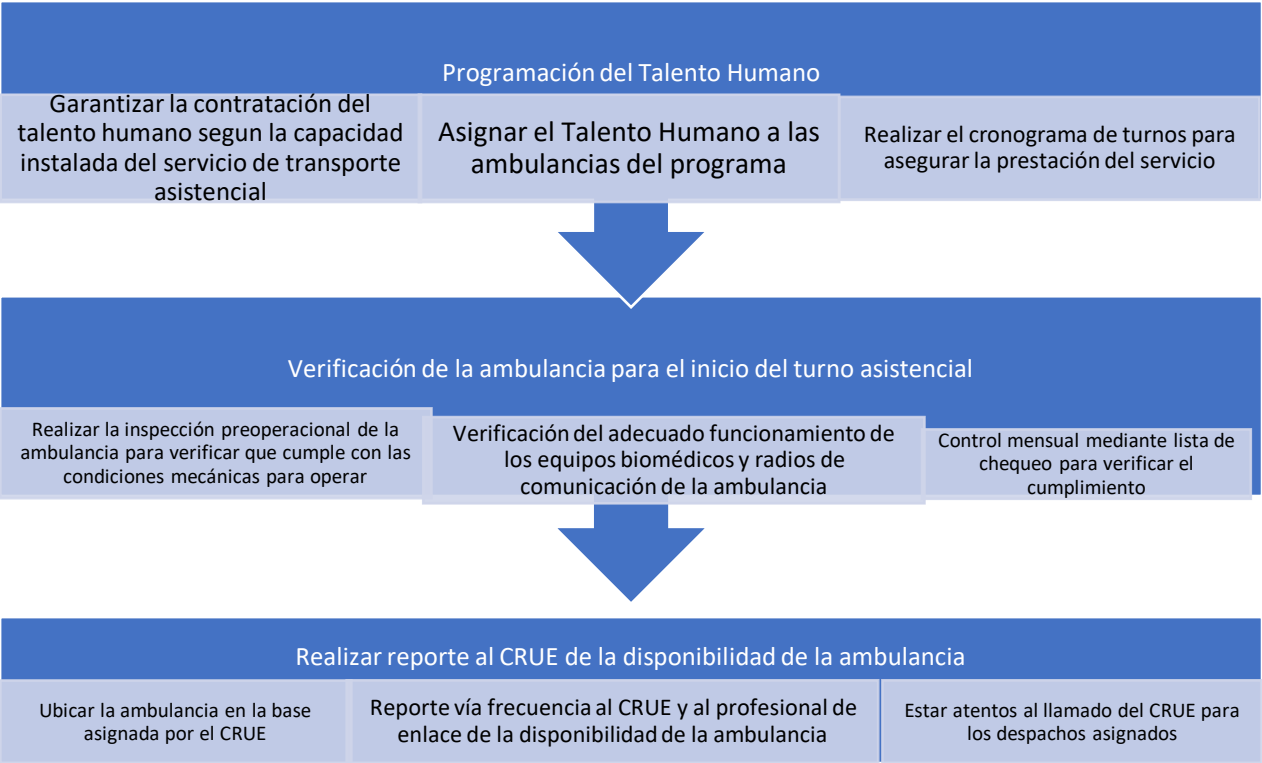 Programación del Talento Humano
Garantizar la contratación del
talento humano segun la capacidad
instalada del servicio de transporte
asistencial
Asignar el Talento Humano a las
ambulancias del programa
Realizar el cronograma de turnos para
asegurar la prestación del servicio
Verificación de la ambulancia para el inicio del turno asistencial
Realizar la inspección preoperacional de la
ambulancia para verificar que cumple con las
condiciones mecánicas para operar
Verificación del adecuado funcionamiento de
los equipos biomédicos y radios de
comunicación de la ambulancia
Control mensual mediante lista de
chequeo para verificar el
cumplimiento
Realizar reporte al CRUE de la disponibilidad de la ambulancia
Ubicar la ambulancia en la base
asignada por el CRUE
Reporte vía frecuencia al CRUE y al profesional de
enlace de la disponibilidad de la ambulancia
Estar atentos al llamado del CRUE para
los despachos asignados